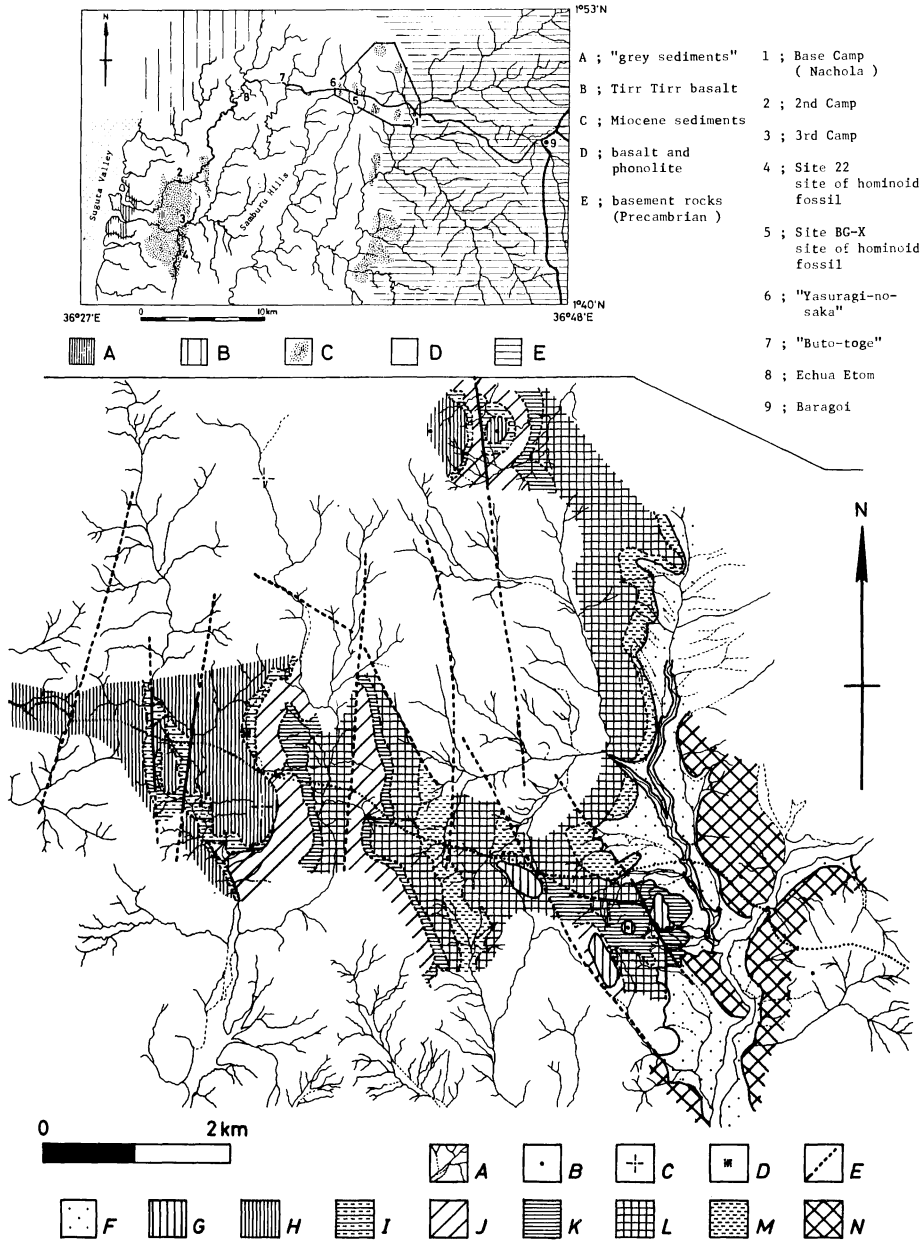 1°53'N
N
Suguta Valley
Samburu Hills
1
2
3
4
5
6
7
8
9
1°40'N
36°27'E
0 10km
36°48'E
A B C D E
A ; "grey sediments"
B ; Tirr Tirr basalt
C ; Miocene sediments
D ; basalt and
phonolite
E ; basement rocks
(Precambrian )
1 ; Base Camp
( Nachola )
2 ; 2nd Camp
3 ; 3rd Camp
4 ; Site 22
site of hominoid
fossil
5 ; Site BG-X
site of hominoid
fossil
6 ; "Yasuragi-no-
saka"
7 ; "Buto-toge"
8 ; Echua Etom
9 ; Baragoi
N
0 2km
A B C D E
F G H I J K L M N